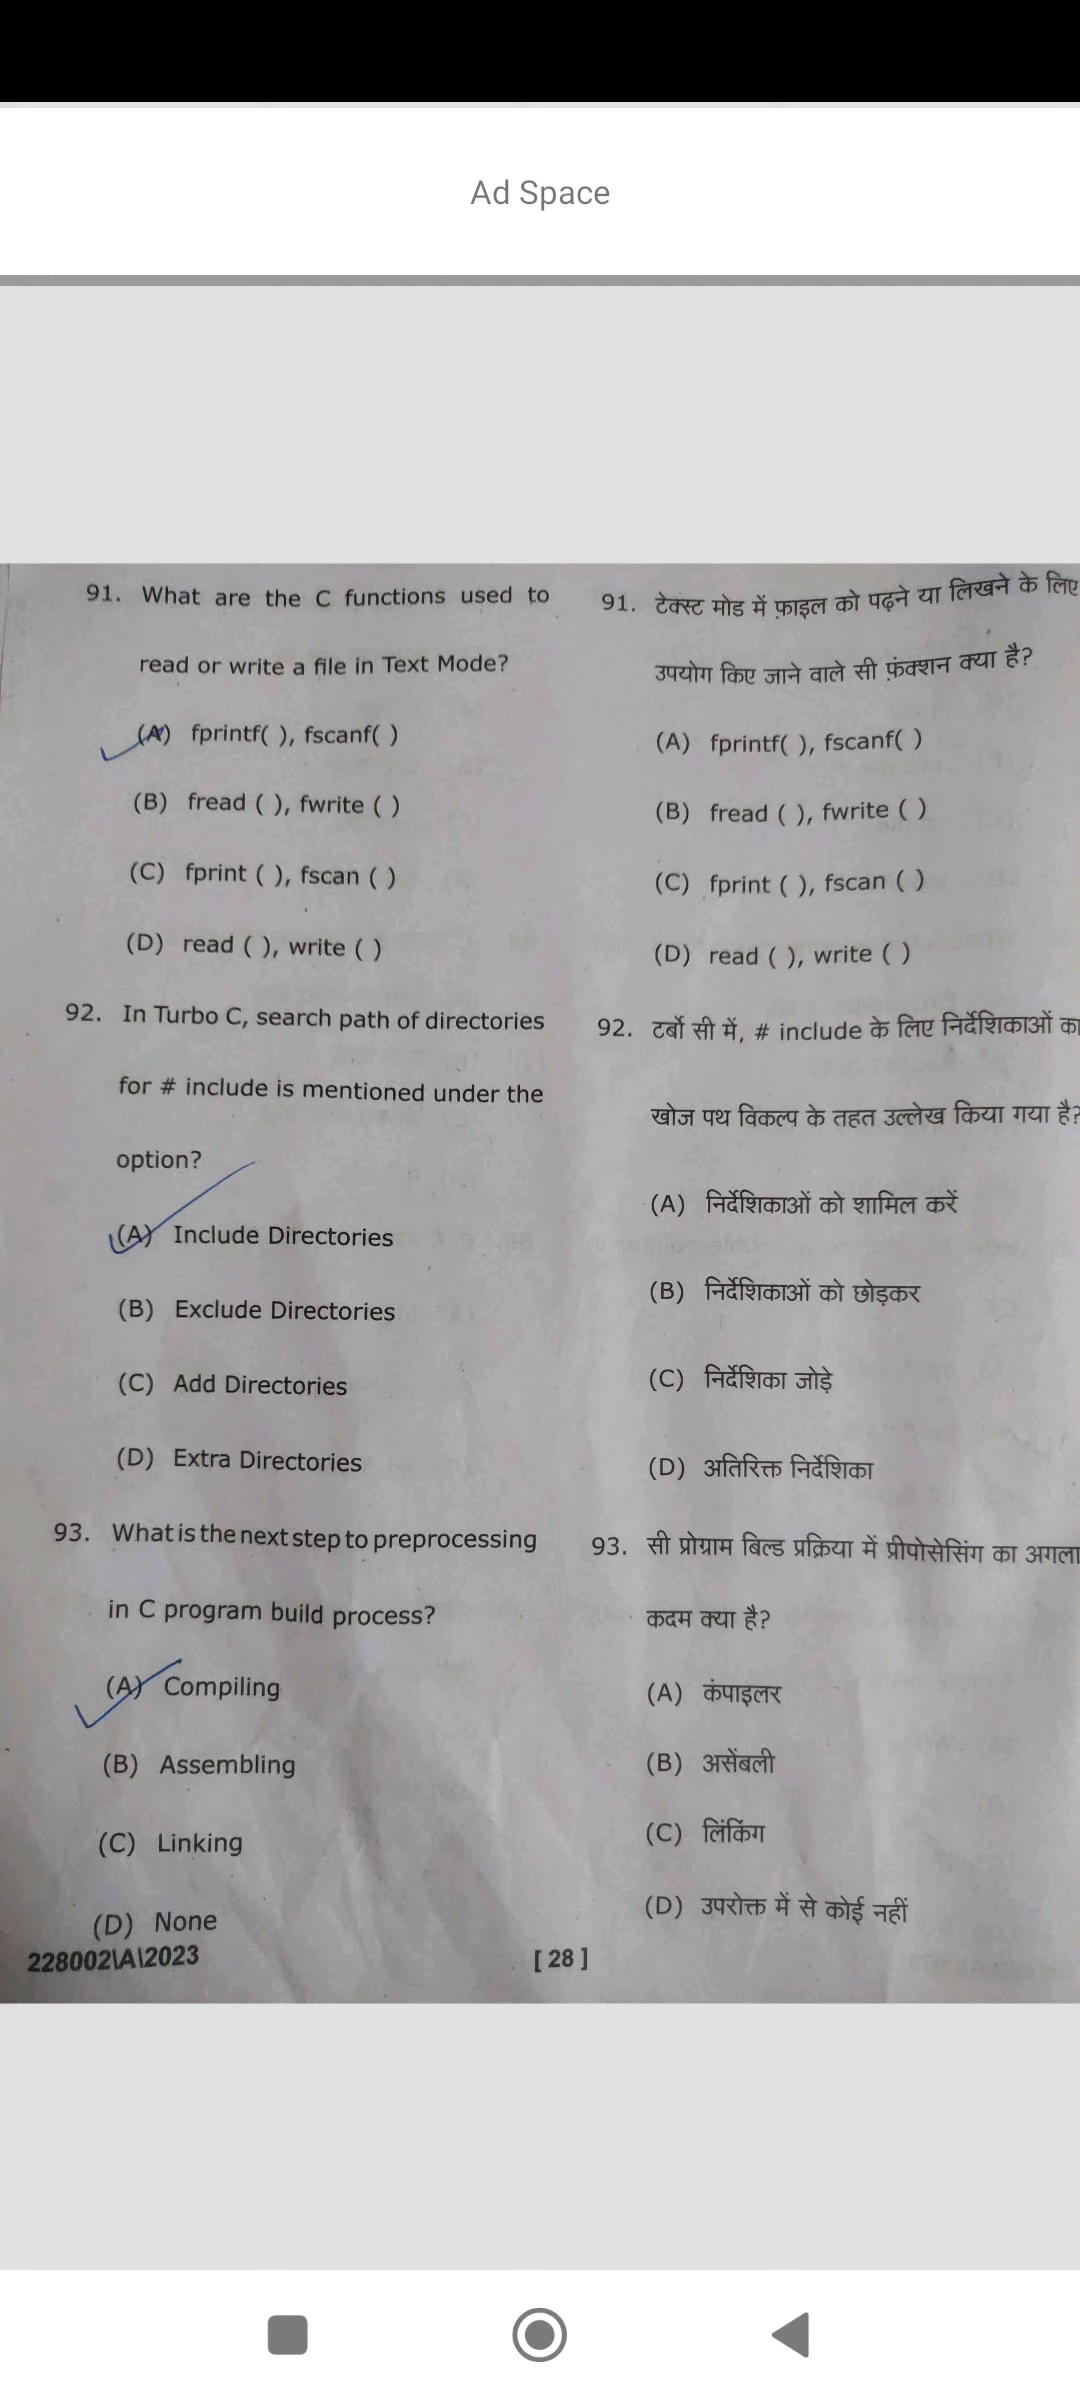 Ad Space
91. What are the C functions used to
read or write a file in Text Mode?
(A) fprintf( ), fscanf( )
(B) fread ( ), fwrite ( )
(C) fprint ( ), fscan ( )
(D) read ( ), write ( )
92. In Turbo C, search path of directories
for # include is mentioned under the
option?
(A) Include Directories
(B) Exclude Directories
(C) Add Directories
(D) Extra Directories
93. What is the next step to preprocessing
in C program build process?
(A) Compiling
(B) Assembling
(C) Linking
(D) None
228002\A\2023
[ 28 ]
91. टेक्स्ट मोड में फ़ाइल को पढ़ने या लिखने के लिए
उपयोग किए जाने वाले सी फ़ंक्शन क्या है?
(A) fprintf( ), fscanf( )
(B) fread ( ), fwrite ( )
(C) fprint ( ), fscan ( )
(D) read ( ), write ( )
92. टर्बो सी में, # include के लिए निर्देशिकाओं का
खोज पथ विकल्प के तहत उल्लेख किया गया है?
(A) निर्देशिकाओं को शामिल करें
(B) निर्देशिकाओं को छोड़कर
(C) निर्देशिका जोड़े
(D) अतिरिक्त निर्देशिका
93. सी प्रोग्राम बिल्ड प्रक्रिया में प्रीपोसेसिंग का अगला
कदम क्या है?
(A) कंपाइलर
(B) असेंबली
(C) लिंकिंग
(D) उपरोक्त में से कोई नहीं